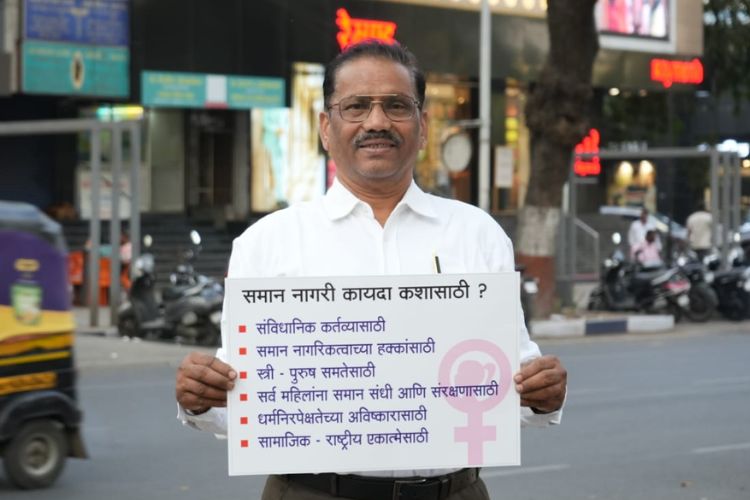 समान नागरी कायदा कशासाठी ?
▪ संविधानिक कर्तव्यासाठी
▪ समान नागरिकत्वाच्या हक्कांसाठी
▪ स्त्री - पुरुष समतेसाठी
▪ सर्व महिलांना समान संधी आणि संरक्षणासाठी
▪ धर्मनिरपेक्षतेच्या अविष्कारासाठी
▪ सामाजिक - राष्ट्रीय एकात्मेसाठी